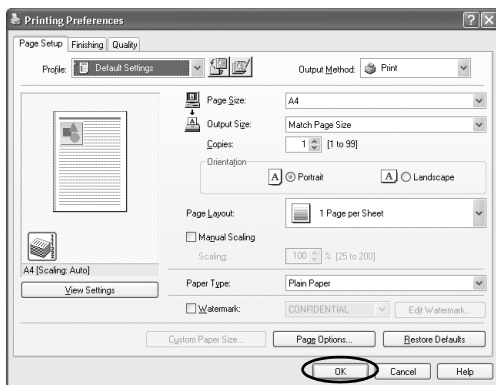 Printing Preferences
Page Setup Finishing Quality
Profile: Default Settings Output Method: Print
Page Size: A4
Output Size: Match Page Size
Copies: 1 [1 to 99]
Orientation
A Portrait A Landscape
Page Layout: 1 Page per Sheet
Manual Scaling
Scaling: 100 % [25 to 200]
A4 [Scaling: Auto]
View Settings
Paper Type: Plain Paper
Watermark: CONFIDENTIAL Edit Watermark...
Custom Paper Size... Page Options... Restore Defaults
OK Cancel Help